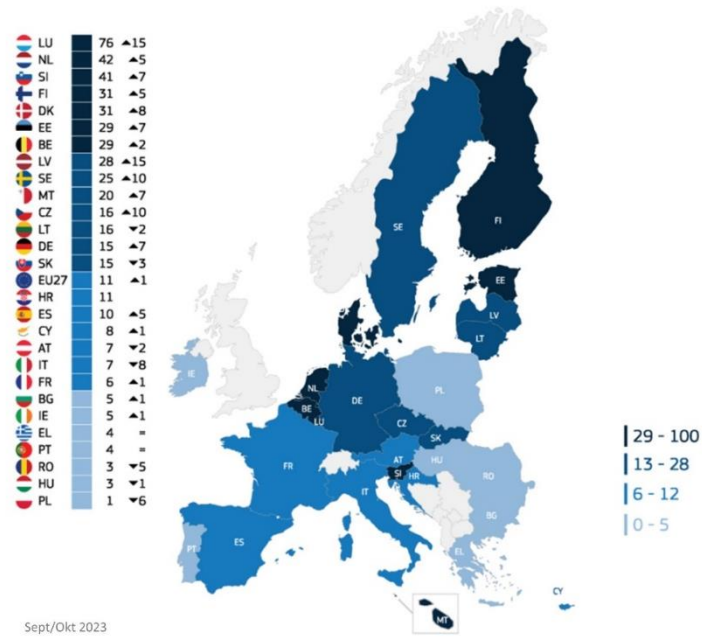 LU 76 ▲15
NL 42 ▲5
SI 41 ▲7
FI 31 ▲5
DK 31 ▲8
EE 29 ▲7
BE 29 ▲2
LV 28 ▲15
SE 25 ▲10
MT 20 ▲7
CZ 16 ▲10
LT 16 ▼2
DE 15 ▲7
SK 15 ▼3
EU27 11 ▲1
HR 11
ES 10 ▲5
CY 8 ▲1
AT 7 ▼2
IT 7 ▼8
FR 6 ▲1
BG 5 ▲1
IE 5 ▲1
EL 4 =
PT 4 =
RO 3 ▼5
HU 3 ▼1
PL 1 ▼6
FI
SE
EE
LV
LT
IE
NL
PL
BE
DE
LU
CZ
SK
FR
AT
HU
SI
HR
RO
IT
BG
PT
ES
EL
CY
MT
29 - 100
13 - 28
6 - 12
0 - 5
Sept/Okt 2023